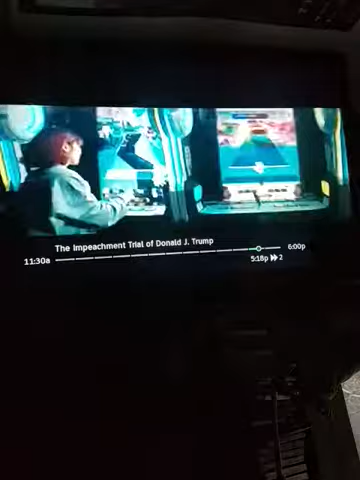 The Impeachment Trial of Donald J. Trump
11:30a
6:00p
5:18p 2